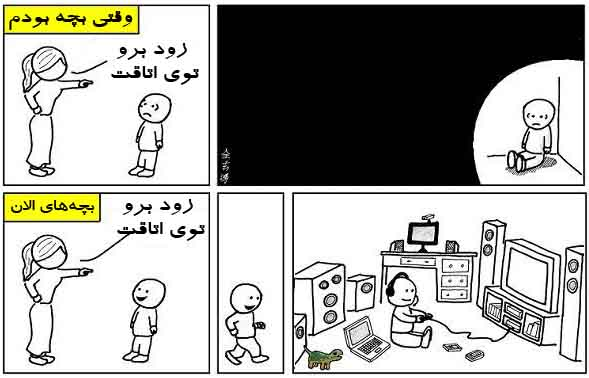 وقتی بچه بودم
زود برو
توی اتاقت
بچه‌های الان
زود برو
توی اتاقت